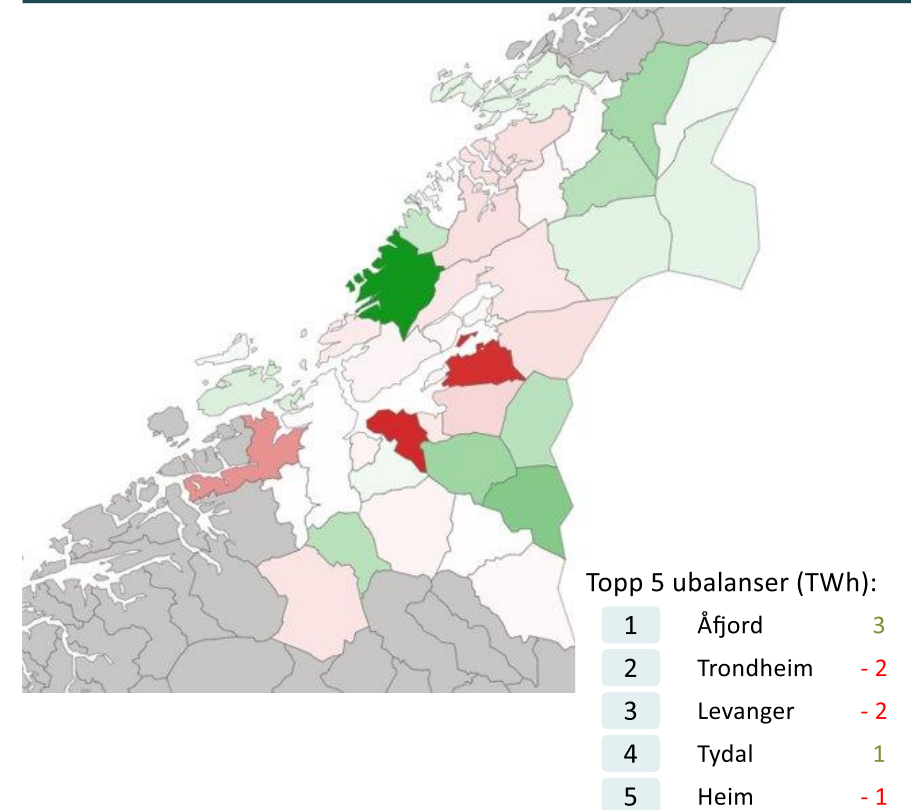 Topp 5 ubalanser (TWh):
1 Åfjord 3
2 Trondheim - 2
3 Levanger - 2
4 Tydal 1
5 Heim - 1